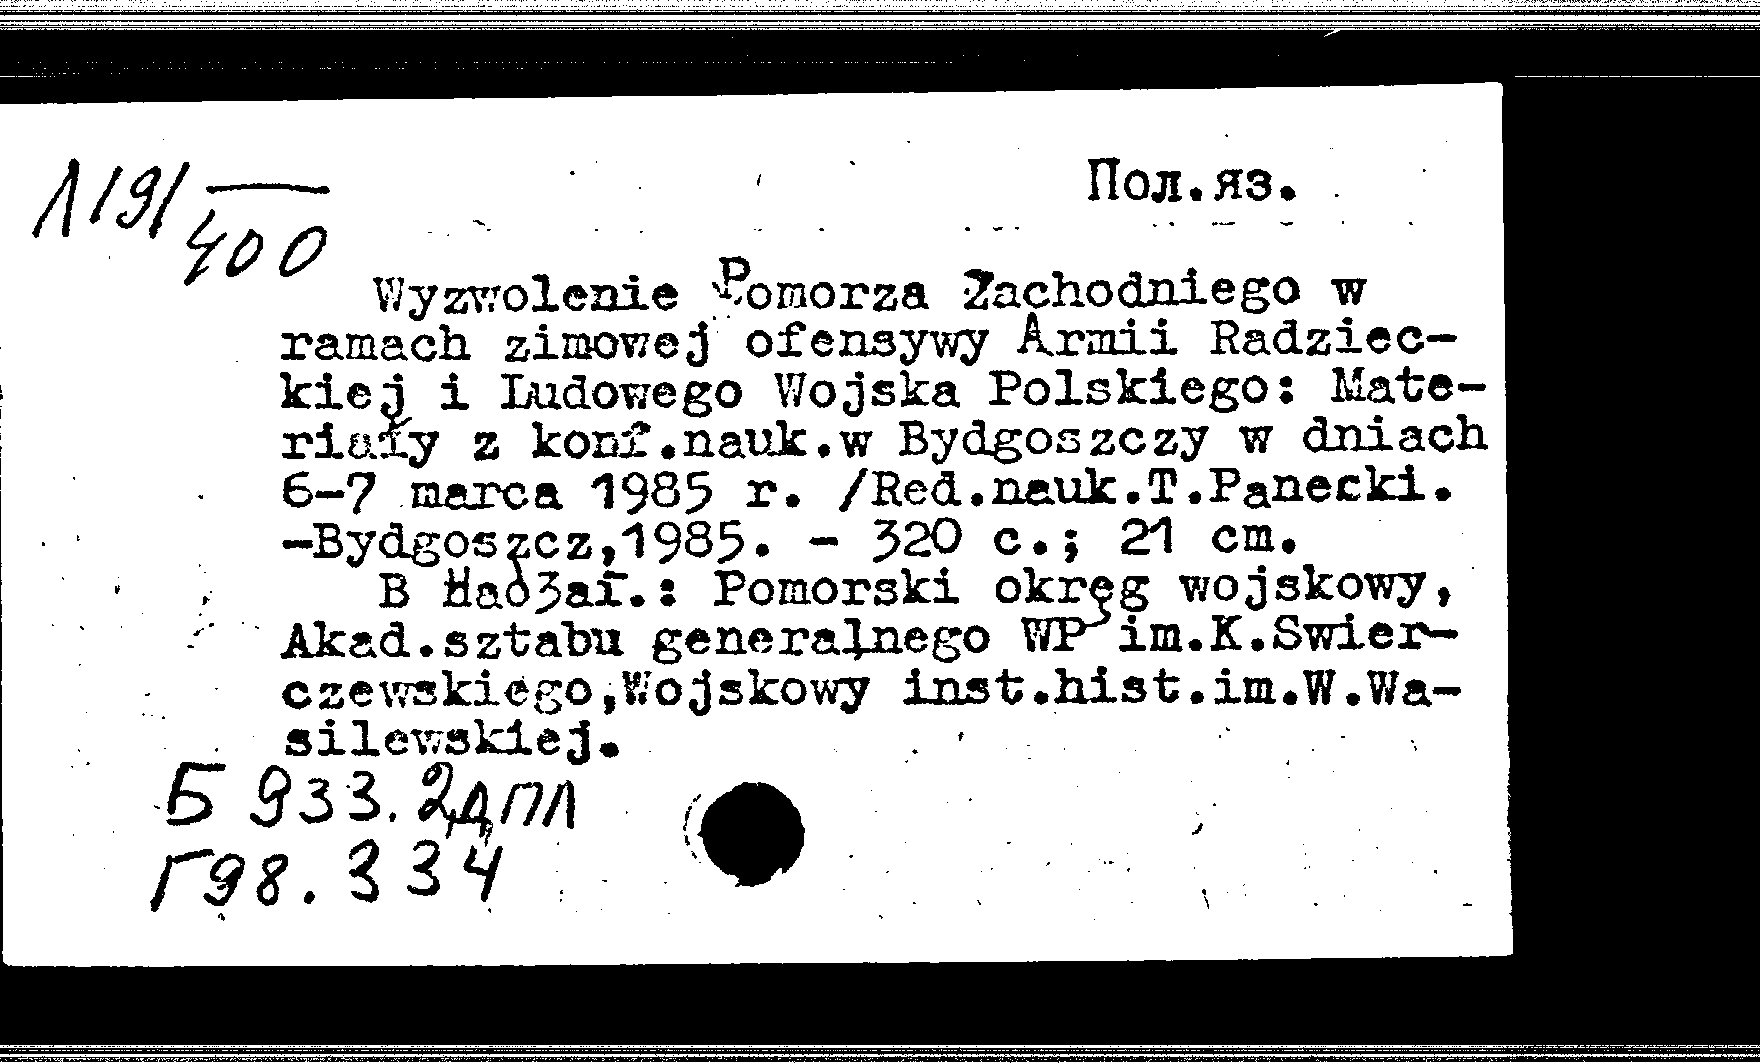 Пол.яз.
Л191/400
Wyzwolenie Pomorza Zachodniego w
ramach zimowej ofensywy Armii Radziec-
kiej i Ludowego Wojska Polskiego: Mate-
riały z konf.nauk.w Bydgoszczy w dniach
6-7 marca 1985 r. /Red.nauk.T.Panecki.
-Bydgoszcz,1985. - 320 с.; 21 cm.
В надзаг.: Pomorski okręg wojskowy,
Akad.sztabu generalnego WP im.K.Swier-
czewskiego,Wojskowy inst.hist.im.W.Wa-
silewskiej.
Б 933.2,д,ПЛ
Г98.334